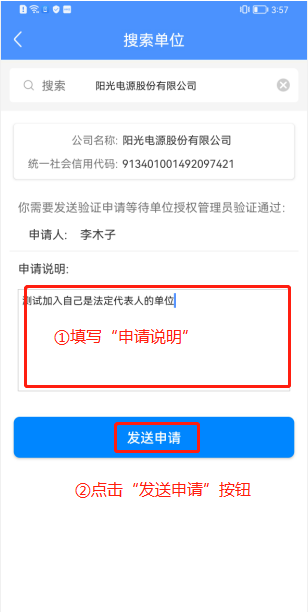 3:57
搜索单位
搜索 阳光电源股份有限公司
公司名称: 阳光电源股份有限公司
统一社会信用代码: 913401001492097421
你需要发送验证申请等待单位授权管理员验证通过:
申请人: 李木子
申请说明:
测试加入自己是法定代表人的单位
①填写“申请说明”
发送申请
②点击“发送申请”按钮